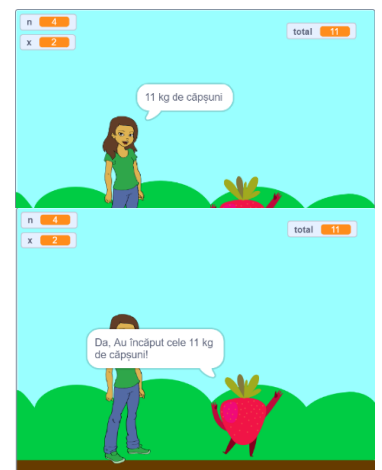 n 4
x 2
total 11
11 kg de căpșuni
n 4
x 2
total 11
Da, Au încăput cele 11 kg
de căpșuni!